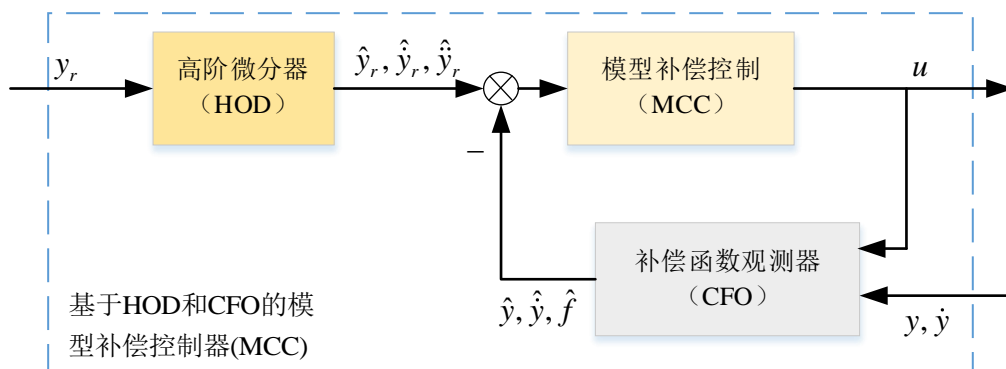 y_r
高阶微分器
（HOD）
ŷ_r, ŷ̇_r, ŷ̈_r
模型补偿控制
（MCC）
u
−
补偿函数观测器
（CFO）
ŷ, ŷ̇, f̂
y, ẏ
基于HOD和CFO的模
型补偿控制器(MCC)